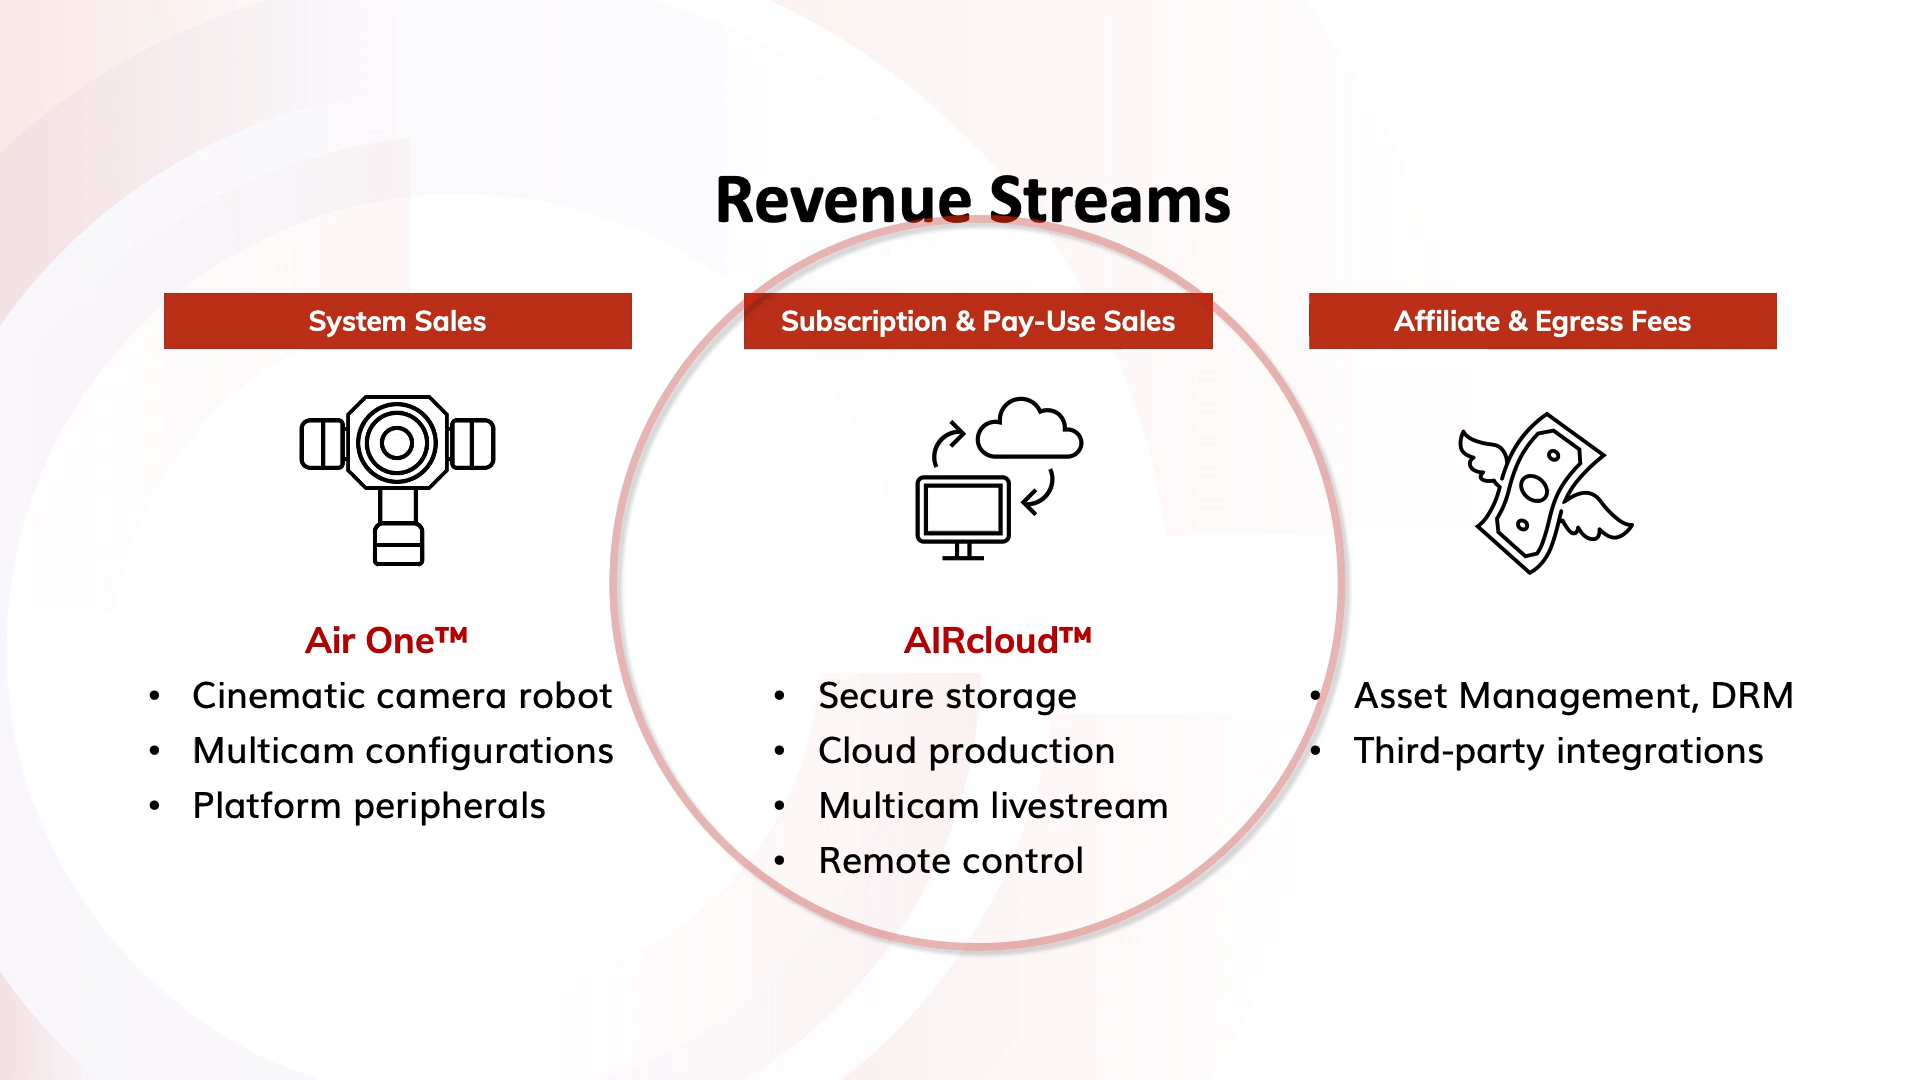 Revenue Streams
System Sales
Air One™
• Cinematic camera robot
• Multicam configurations
• Platform peripherals
Subscription & Pay-Use Sales
AIRcloud™
• Secure storage
• Cloud production
• Multicam livestream
• Remote control
Affiliate & Egress Fees
• Asset Management, DRM
• Third-party integrations